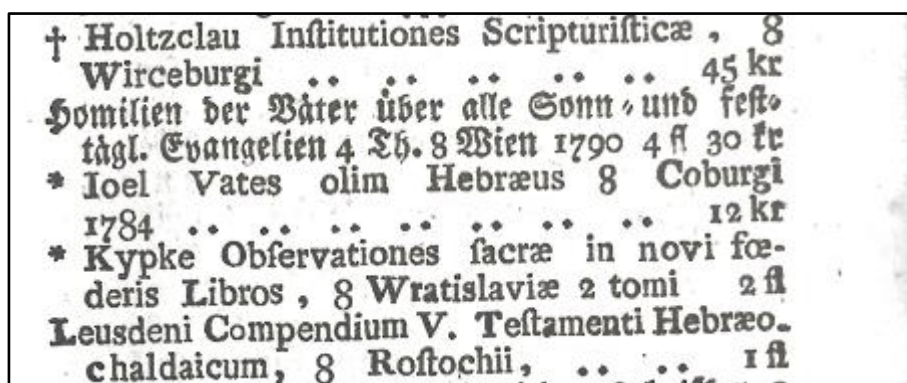 † Holtzclau Inſtitutiones Scripturiſticæ, 8
Wirceburgi .. .. .. .. .. 45 kr
Homilien der Väter über alle Sonn- und feſt-
tägl. Evangelien 4 Th. 8 Wien 1790 4 fl 30 kr
* Ioel Vates olim Hebræus 8 Coburgi
1784 .. .. .. .. .. .. .. 12 kr
* Kypke Obſervationes ſacræ in novi fœ-
deris Libros, 8 Wratislaviæ 2 tomi 2 fl
Leusdeni Compendium V. Teſtamenti Hebræo-
chaldaicum, 8 Roſtochii, .. .. .. 1 fl